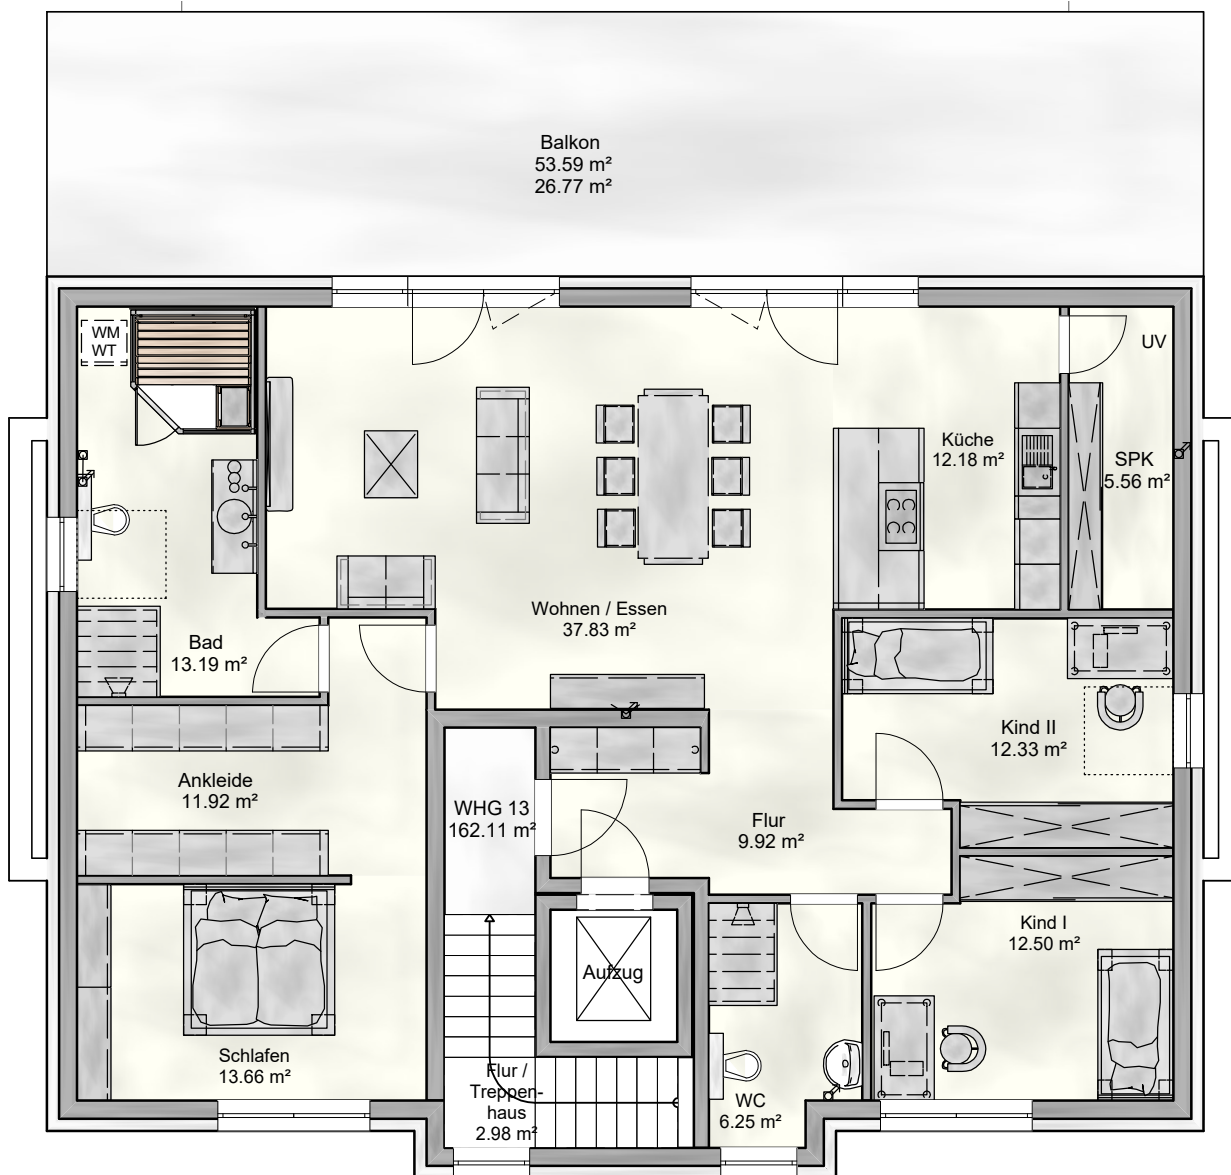 Balkon
53.59 m²
26.77 m²
WM
WT
UV
Küche
12.18 m²
SPK
5.56 m²
Wohnen / Essen
37.83 m²
Bad
13.19 m²
Kind II
12.33 m²
Ankleide
11.92 m²
WHG 13
162.11 m²
Flur
9.92 m²
Kind I
12.50 m²
Aufzug
Schlafen
13.66 m²
Flur /
Treppen-
haus
2.98 m²
WC
6.25 m²